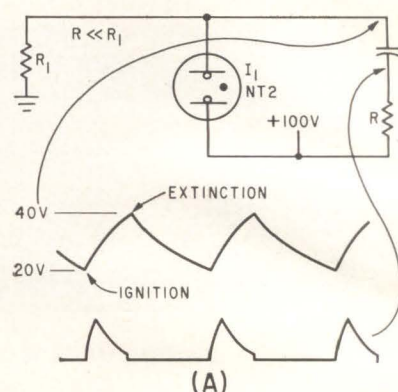 R≪R₁
R₁
I₁
NT2
R
+100V
40V
EXTINCTION
20V
IGNITION
(A)